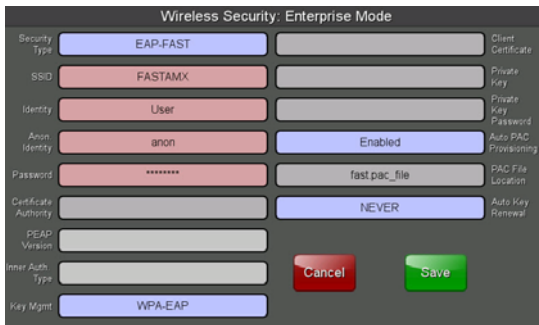 Wireless Security: Enterprise Mode
Security
Type
EAP-FAST
Client
Certificate
SSID
FASTAMX
Private
Key
Identity
User
Private
Key
Password
Anon.
Identity
anon
Enabled
Auto PAC
Provisioning
Password
********
fast.pac_file
PAC File
Location
Certificate
Authority
NEVER
Auto Key
Renewal
PEAP
Version
Inner Auth.
Type
Cancel
Save
Key Mgmt
WPA-EAP